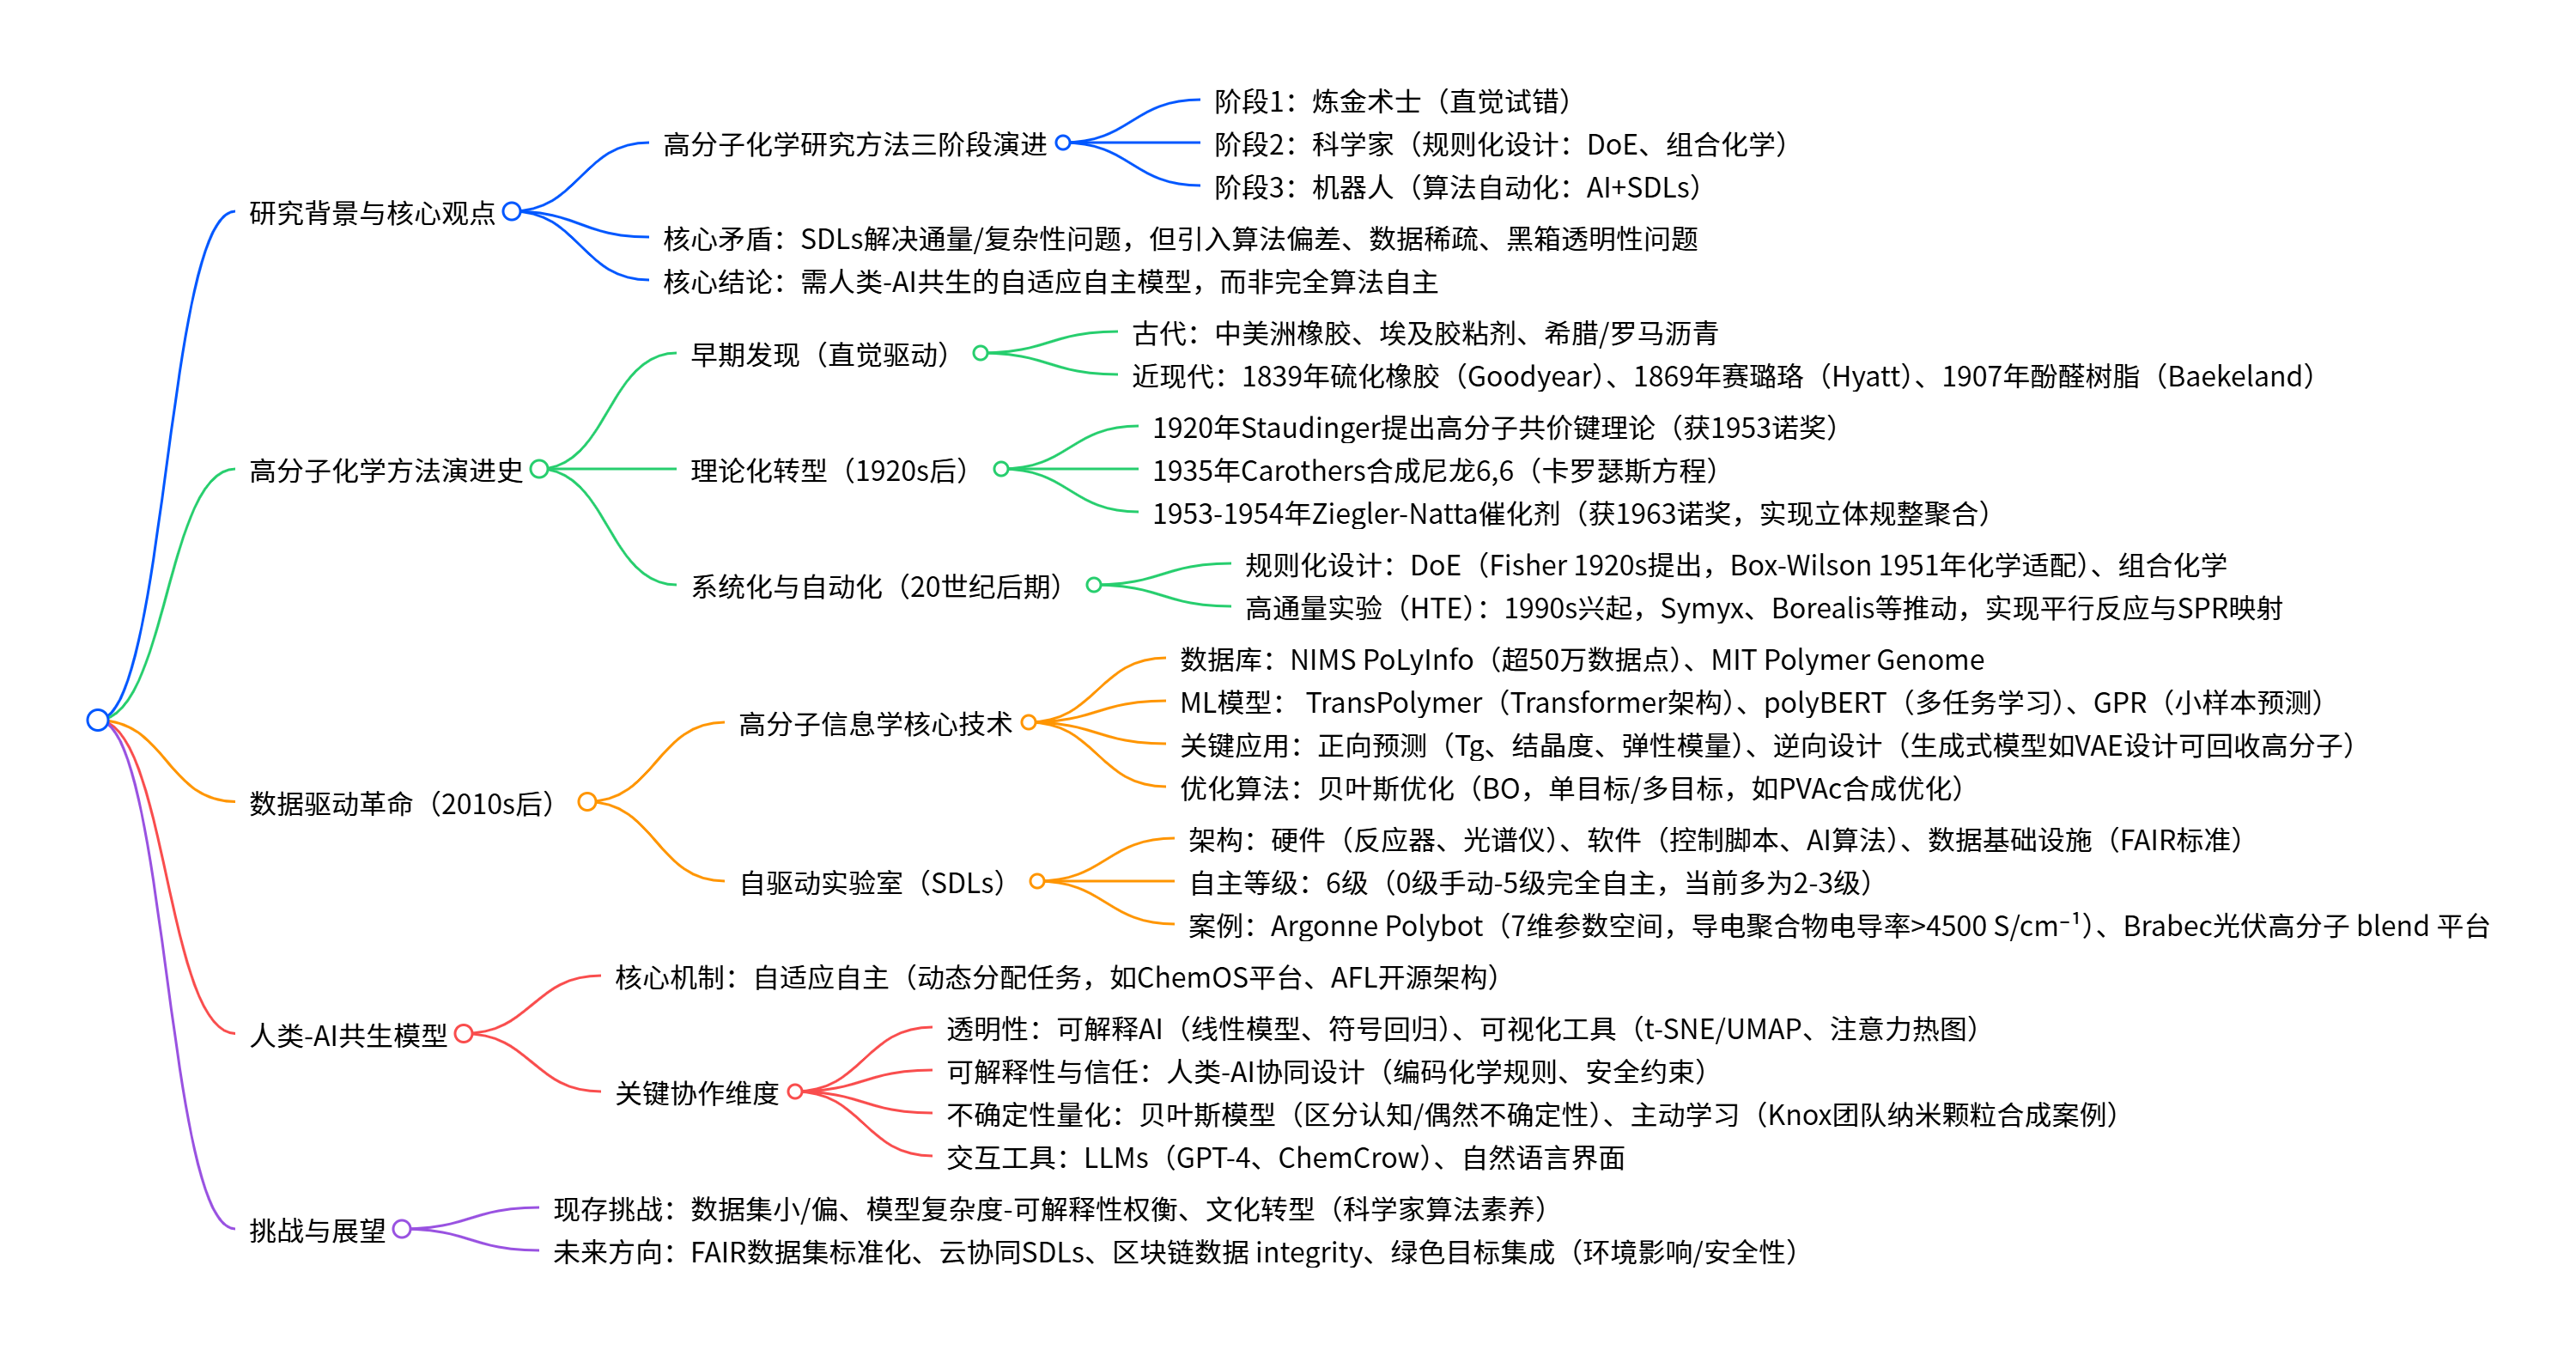 研究背景与核心观点
高分子化学研究方法三阶段演进
阶段1：炼金术士（直觉试错）
阶段2：科学家（规则化设计：DoE、组合化学）
阶段3：机器人（算法自动化：AI+SDLs）
核心矛盾：SDLs解决通量/复杂性问题，但引入算法偏差、数据稀疏、黑箱透明性问题
核心结论：需人类-AI共生的自适应自主模型，而非完全算法自主
高分子化学方法演进史
早期发现（直觉驱动）
古代：中美洲橡胶、埃及胶粘剂、希腊/罗马沥青
近现代：1839年硫化橡胶（Goodyear）、1869年赛璐珞（Hyatt）、1907年酚醛树脂（Baekeland）
理论化转型（1920s后）
1920年Staudinger提出高分子共价键理论（获1953诺奖）
1935年Carothers合成尼龙6,6（卡罗瑟斯方程）
1953-1954年Ziegler-Natta催化剂（获1963诺奖，实现立体规整聚合）
系统化与自动化（20世纪后期）
规则化设计：DoE（Fisher 1920s提出，Box-Wilson 1951年化学适配）、组合化学
高通量实验（HTE）：1990s兴起，Symyx、Borealis等推动，实现平行反应与SPR映射
数据驱动革命（2010s后）
高分子信息学核心技术
数据库：NIMS PoLyInfo（超50万数据点）、MIT Polymer Genome
ML模型： TransPolymer（Transformer架构）、polyBERT（多任务学习）、GPR（小样本预测）
关键应用：正向预测（Tg、结晶度、弹性模量）、逆向设计（生成式模型如VAE设计可回收高分子）
优化算法：贝叶斯优化（BO，单目标/多目标，如PVAc合成优化）
自驱动实验室（SDLs）
架构：硬件（反应器、光谱仪）、软件（控制脚本、AI算法）、数据基础设施（FAIR标准）
自主等级：6级（0级手动-5级完全自主，当前多为2-3级）
案例：Argonne Polybot（7维参数空间，导电聚合物电导率>4500 S/cm⁻¹）、Brabec光伏高分子 blend 平台
人类-AI共生模型
核心机制：自适应自主（动态分配任务，如ChemOS平台、AFL开源架构）
关键协作维度
透明性：可解释AI（线性模型、符号回归）、可视化工具（t-SNE/UMAP、注意力热图）
可解释性与信任：人类-AI协同设计（编码化学规则、安全约束）
不确定性量化：贝叶斯模型（区分认知/偶然不确定性）、主动学习（Knox团队纳米颗粒合成案例）
交互工具：LLMs（GPT-4、ChemCrow）、自然语言界面
挑战与展望
现存挑战：数据集小/偏、模型复杂度-可解释性权衡、文化转型（科学家算法素养）
未来方向：FAIR数据集标准化、云协同SDLs、区块链数据 integrity、绿色目标集成（环境影响/安全性）